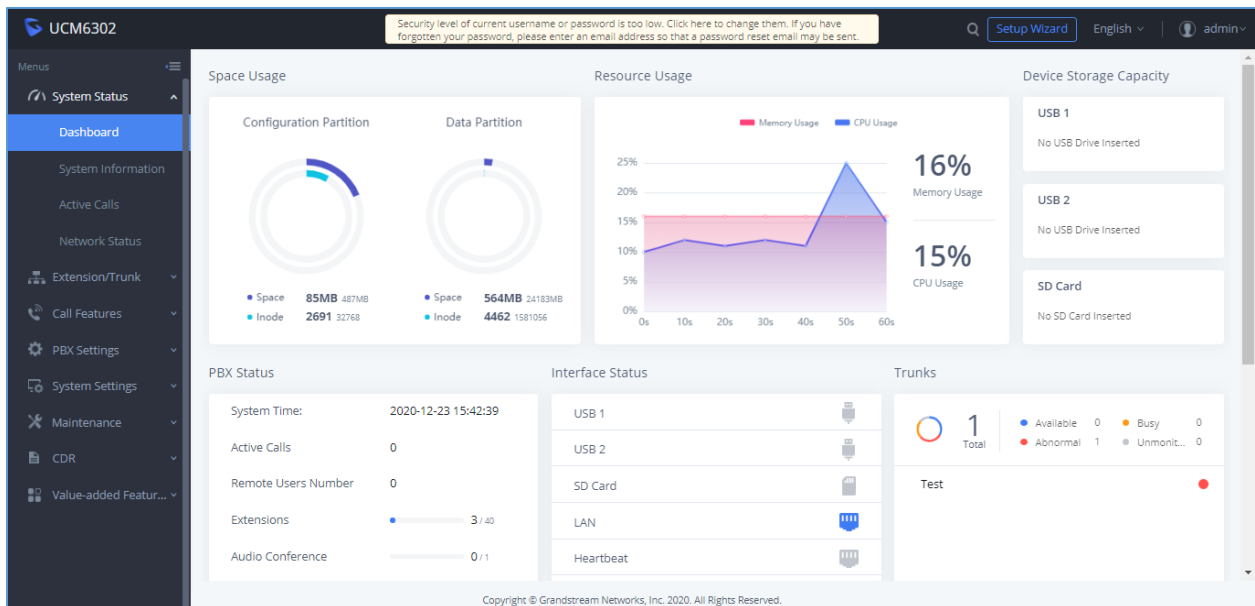 UCM6302
Security level of current username or password is too low. Click here to change them. If you have
forgotten your password, please enter an email address so that a password reset email may be sent.
Setup Wizard
English
admin
Menus
System Status
Dashboard
System Information
Active Calls
Network Status
Extension/Trunk
Call Features
PBX Settings
System Settings
Maintenance
CDR
Value-added Featur...
Space Usage
Configuration Partition
Data Partition
Space 85MB 487MB
Inode 2691 32768
Space 564MB 24183MB
Inode 4462 1581056
Resource Usage
Memory Usage CPU Usage
25%
20%
15%
10%
5%
0%
0s 10s 20s 30s 40s 50s 60s
16%
Memory Usage
15%
CPU Usage
Device Storage Capacity
USB 1
No USB Drive Inserted
USB 2
No USB Drive Inserted
SD Card
No SD Card Inserted
PBX Status
System Time: 2020-12-23 15:42:39
Active Calls 0
Remote Users Number 0
Extensions 3 / 40
Audio Conference 0 / 1
Interface Status
USB 1
USB 2
SD Card
LAN
Heartbeat
Trunks
1
Total
Available 0 Busy 0
Abnormal 1 Unmonit... 0
Test
Copyright © Grandstream Networks, Inc. 2020. All Rights Reserved.